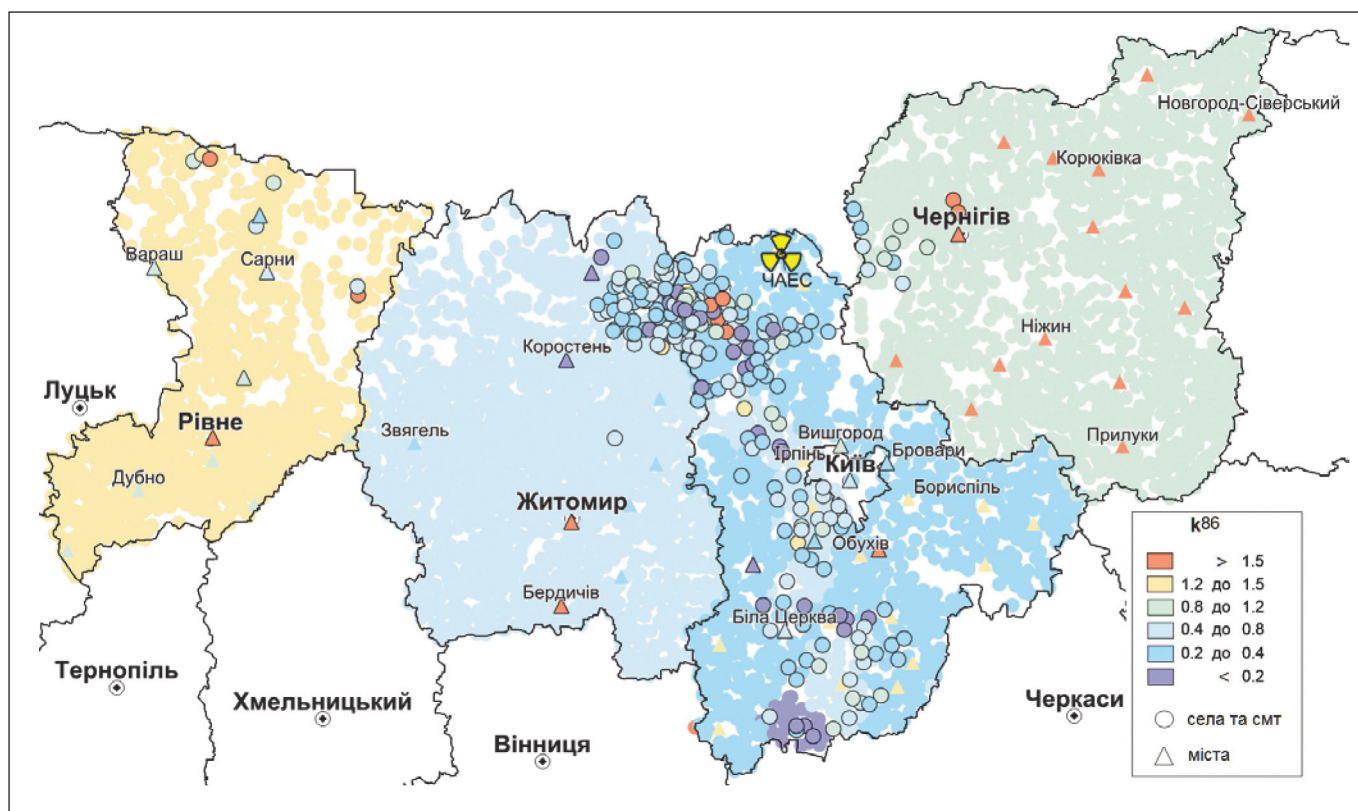 Новгород-Сіверський
Корюківка
Чернігів
Вараш
Сарни
ЧАЕС
Ніжин
Коростень
Луцьк
Рівне
Звягель
Вишгород
Ірпінь
Київ
Бровари
Прилуки
Дубно
Бориспіль
Житомир
Обухів
Бердичів
Біла Церква
Тернопіль
Хмельницький
Вінниця
Черкаси
k86
> 1.5
1.2 до 1.5
0.8 до 1.2
0.4 до 0.8
0.2 до 0.4
< 0.2
села та смт
міста